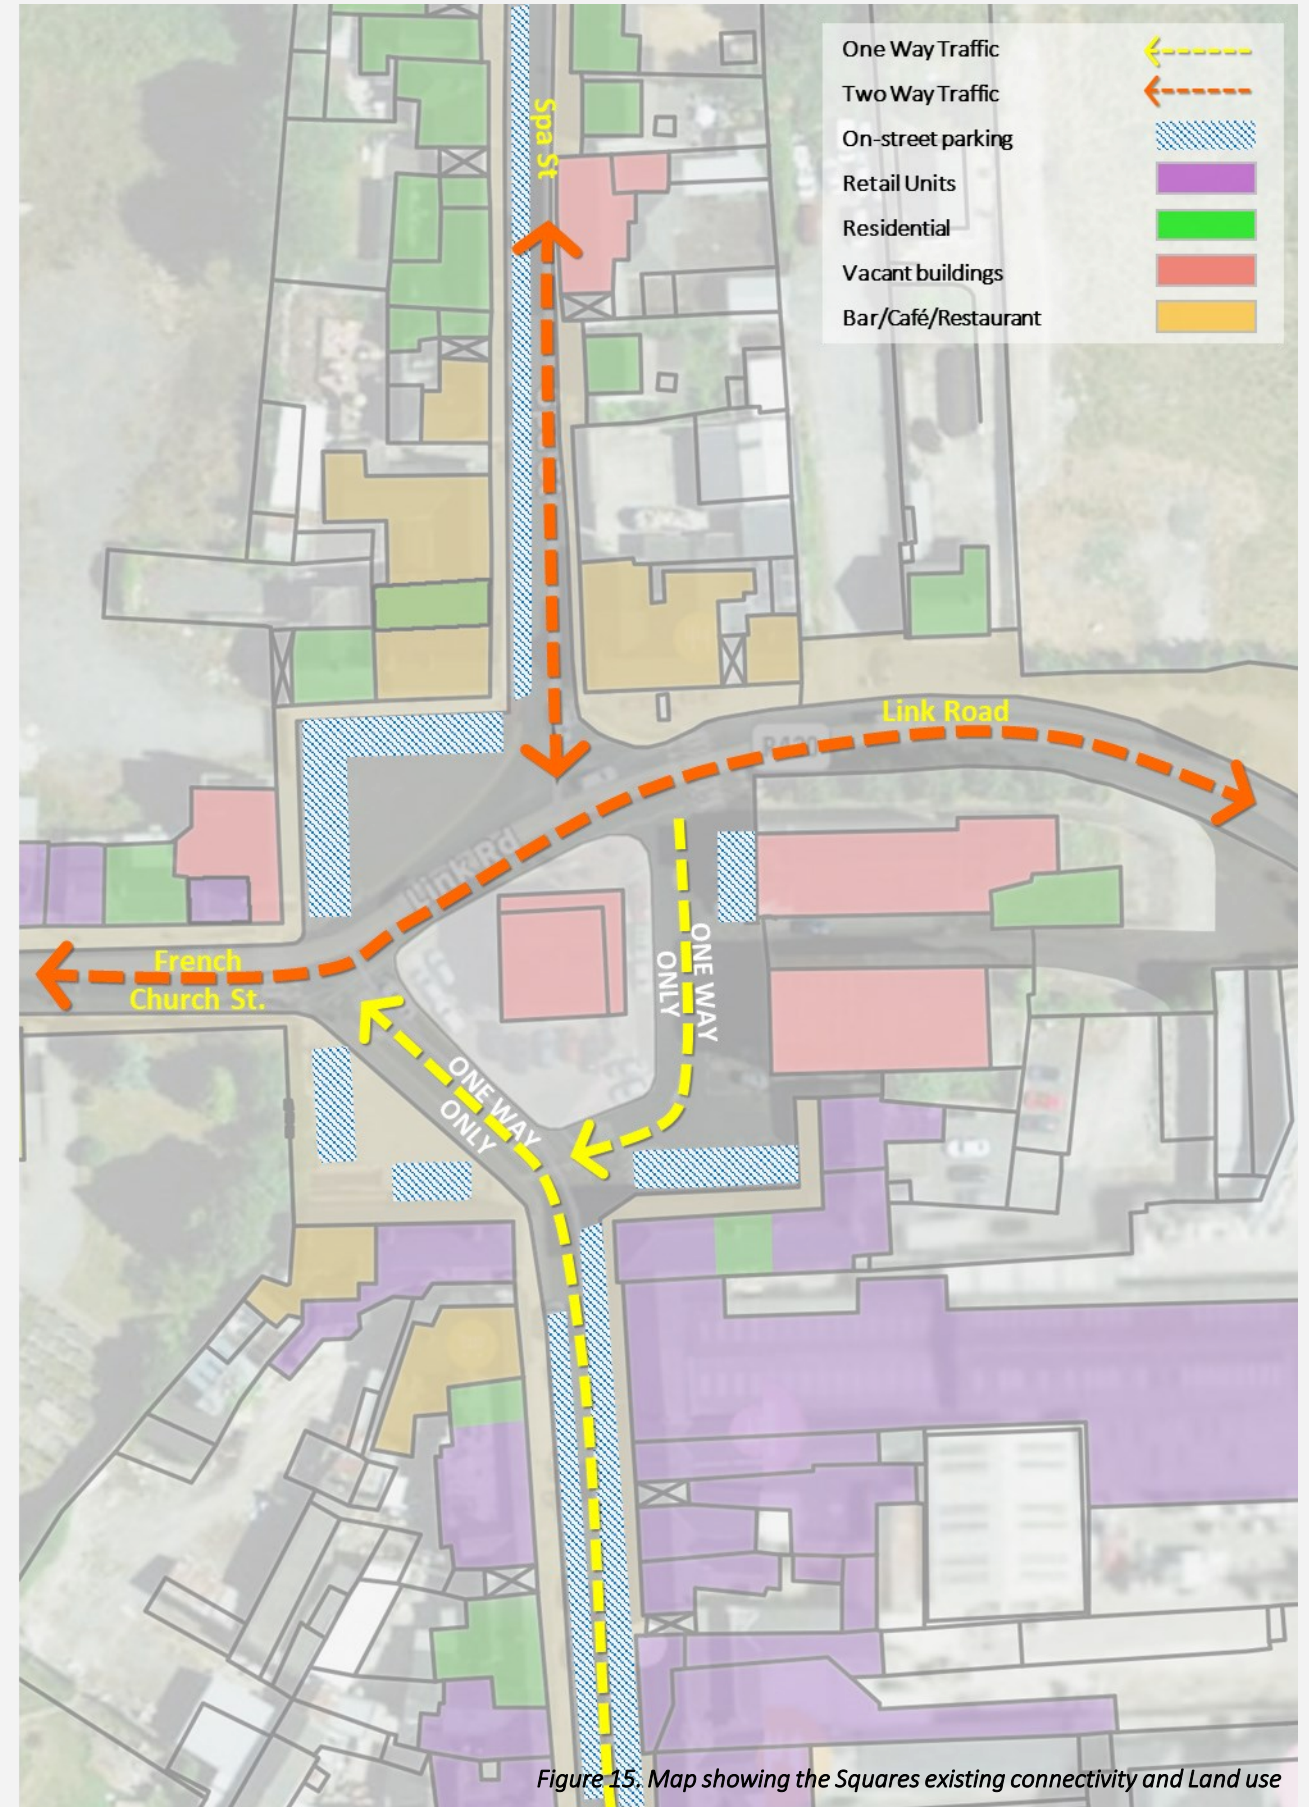 One Way Traffic
Two Way Traffic
On-street parking
Retail Units
Residential
Vacant buildings
Bar/Café/Restaurant
Spa St
Link Road
Link Rd
French
Church St.
ONE WAY
ONLY
ONE WAY
ONLY
Figure 15. Map showing the Squares existing connectivity and Land use